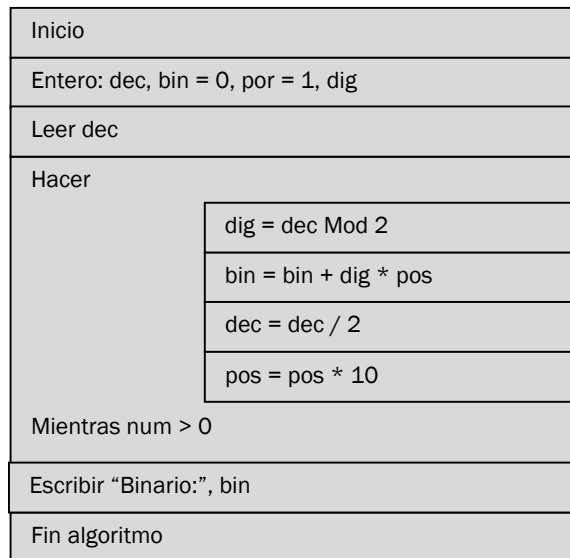 Inicio
Entero: dec, bin = 0, por = 1, dig
Leer dec
Hacer
dig = dec Mod 2
bin = bin + dig * pos
dec = dec / 2
pos = pos * 10
Mientras num > 0
Escribir “Binario:”, bin
Fin algoritmo